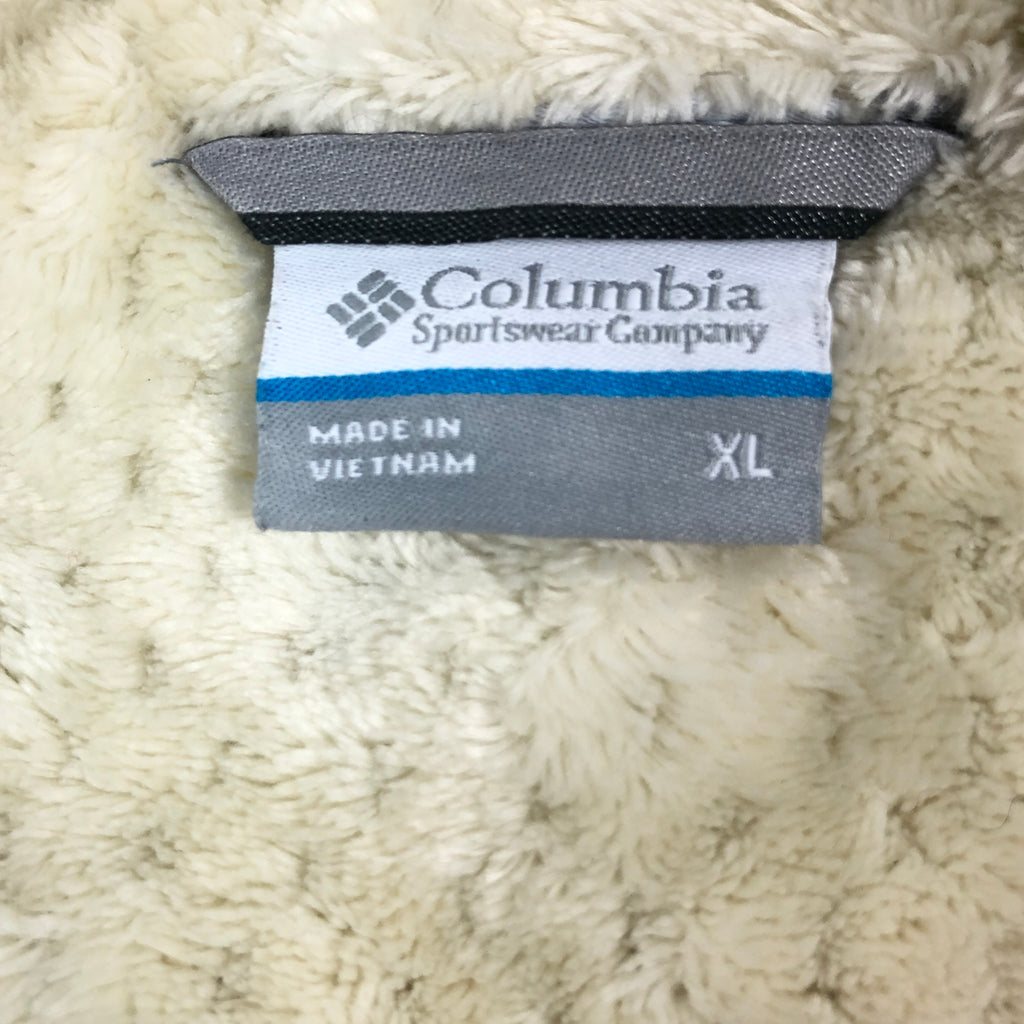 Columbia
Sportswear Company
MADE IN
VIETNAM
XL